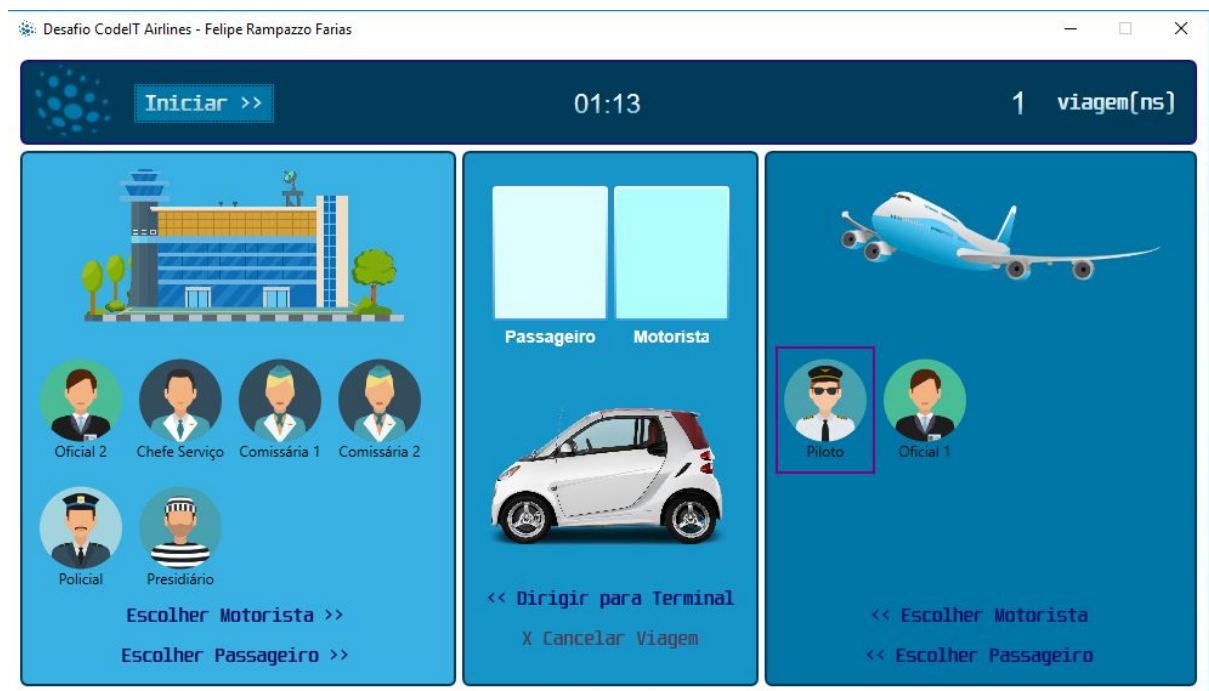 Desafio CodeIT Airlines - Felipe Rampazzo Farias
Iniciar >>
01:13
1 viagem(ns)
Passageiro Motorista
Oficial 2 Chefe Serviço Comissária 1 Comissária 2
Policial Presidiário
Escolher Motorista >>
Escolher Passageiro >>
<< Dirigir para Terminal
X Cancelar Viagem
Piloto Oficial 1
<< Escolher Motorista
<< Escolher Passageiro